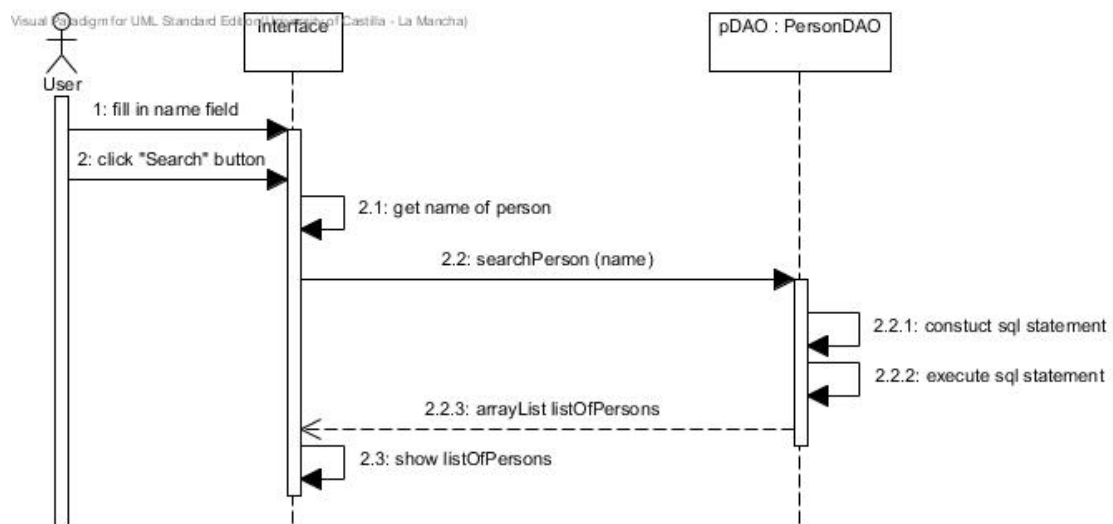 Visual Paradigm for UML Standard Edition(University of Castilla - La Mancha)
interface
pDAO : PersonDAO
User
1: fill in name field
2: click "Search" button
2.1: get name of person
2.2: searchPerson (name)
2.2.1: constuct sql statement
2.2.2: execute sql statement
2.2.3: arrayList listOfPersons
2.3: show listOfPersons